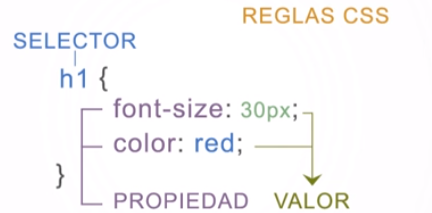 REGLAS CSS
SELECTOR
h1 {
font-size: 30px;
color: red;
}
PROPIEDAD VALOR